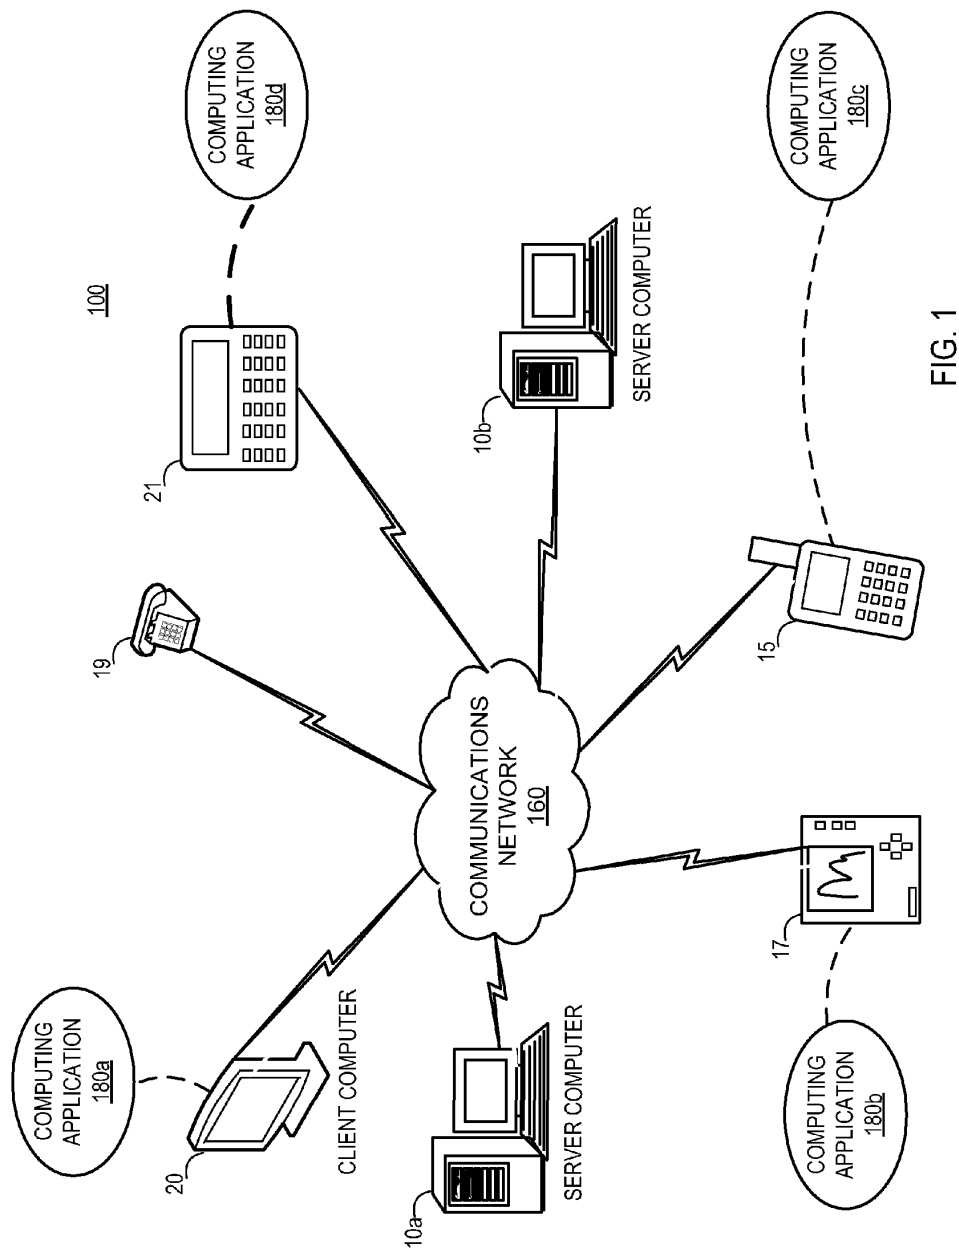 100
COMPUTING
APPLICATION
180a
20
CLIENT COMPUTER
19
21
COMPUTING
APPLICATION
180d
10a
SERVER COMPUTER
COMMUNICATIONS
NETWORK
160
10b
SERVER COMPUTER
COMPUTING
APPLICATION
180b
17
15
COMPUTING
APPLICATION
180c
FIG. 1